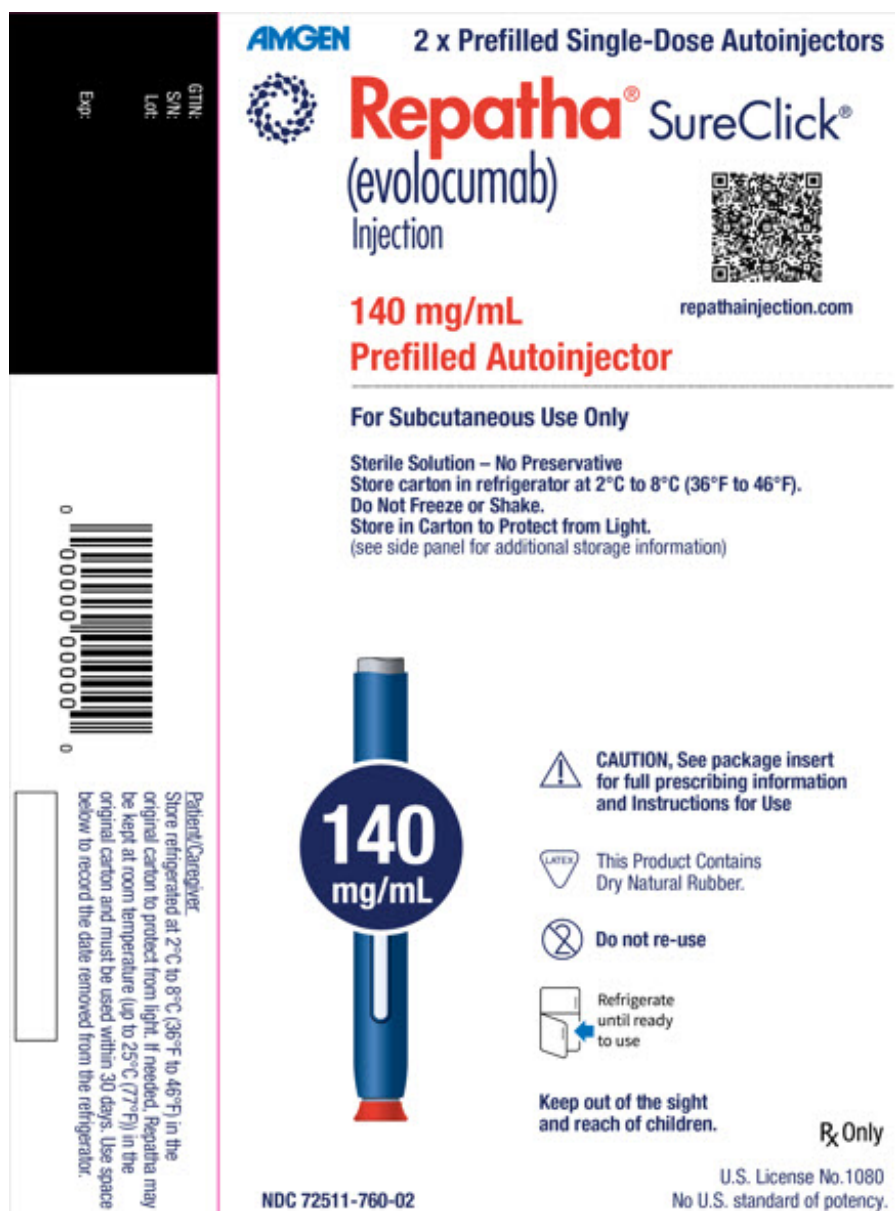 AMGEN
2 x Prefilled Single-Dose Autoinjectors
Repatha® SureClick®
(evolocumab)
Injection
repathainjection.com
140 mg/mL
Prefilled Autoinjector
For Subcutaneous Use Only
Sterile Solution – No Preservative
Store carton in refrigerator at 2°C to 8°C (36°F to 46°F).
Do Not Freeze or Shake.
Store in Carton to Protect from Light.
(see side panel for additional storage information)
140
mg/mL
CAUTION, See package insert
for full prescribing information
and Instructions for Use
LATEX
This Product Contains
Dry Natural Rubber.
2
Do not re-use
Refrigerate
until ready
to use
Keep out of the sight
and reach of children.
Rx Only
U.S. License No.1080
No U.S. standard of potency.
NDC 72511-760-02
GTIN:
S/N:
Lot:
Exp:
0 00000 00000 0
Patient/Caregiver
Store refrigerated at 2°C to 8°C (36°F to 46°F) in the
original carton to protect from light. If needed, Repatha may
be kept at room temperature (up to 25°C (77°F)) in the
original carton and must be used within 30 days. Use space
below to record the date removed from the refrigerator.